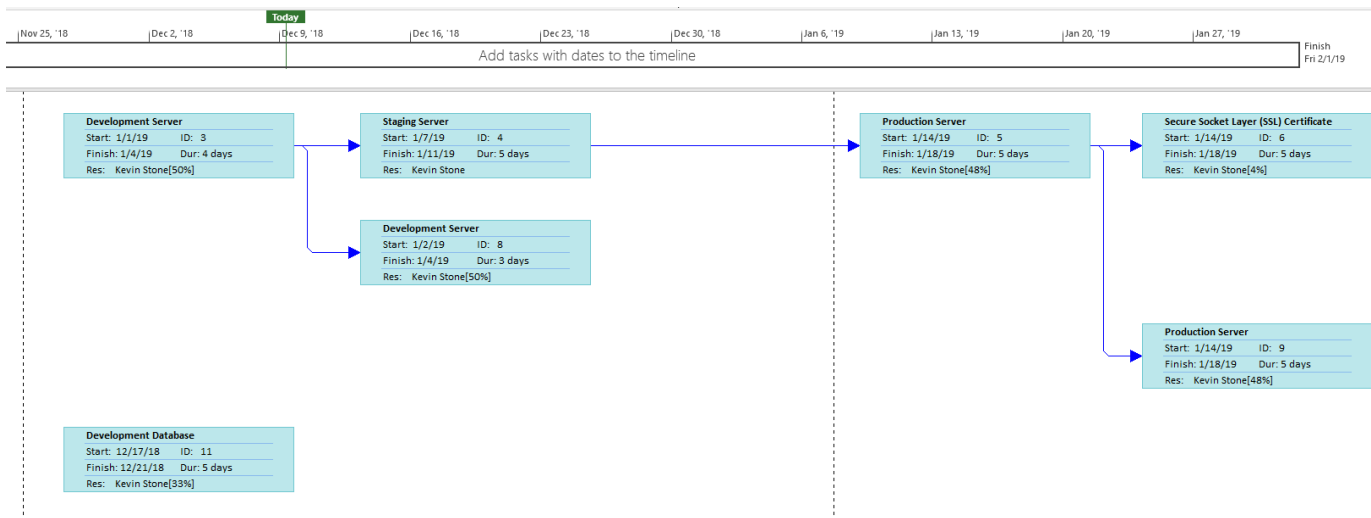 Today
Nov 25, '18 Dec 2, '18 Dec 9, '18 Dec 16, '18 Dec 23, '18 Dec 30, '18 Jan 6, '19 Jan 13, '19 Jan 20, '19 Jan 27, '19
Add tasks with dates to the timeline
Finish
Fri 2/1/19
Development Server
Start: 1/1/19 ID: 3
Finish: 1/4/19 Dur: 4 days
Res: Kevin Stone[50%]
Staging Server
Start: 1/7/19 ID: 4
Finish: 1/11/19 Dur: 5 days
Res: Kevin Stone
Production Server
Start: 1/14/19 ID: 5
Finish: 1/18/19 Dur: 5 days
Res: Kevin Stone[48%]
Secure Socket Layer (SSL) Certificate
Start: 1/14/19 ID: 6
Finish: 1/18/19 Dur: 5 days
Res: Kevin Stone[4%]
Development Server
Start: 1/2/19 ID: 8
Finish: 1/4/19 Dur: 3 days
Res: Kevin Stone[50%]
Production Server
Start: 1/14/19 ID: 9
Finish: 1/18/19 Dur: 5 days
Res: Kevin Stone[48%]
Development Database
Start: 12/17/18 ID: 11
Finish: 12/21/18 Dur: 5 days
Res: Kevin Stone[33%]